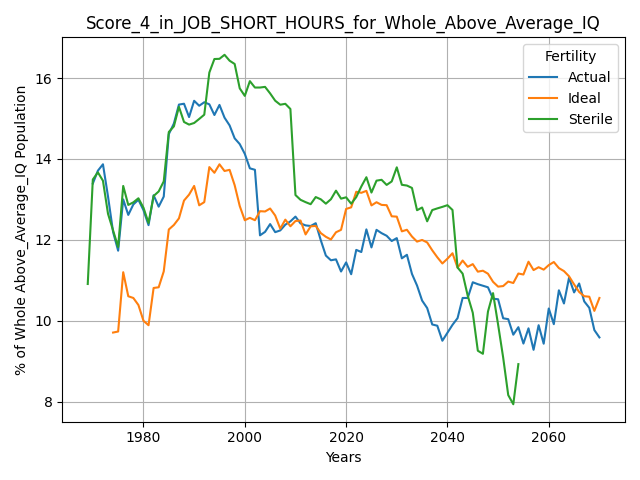 Score_4_in_JOB_SHORT_HOURS_for_Whole_Above_Average_IQ
Fertility
Actual
Ideal
Sterile
% of Whole Above_Average_IQ Population
16
14
12
10
8
1980
2000
2020
2040
2060
Years